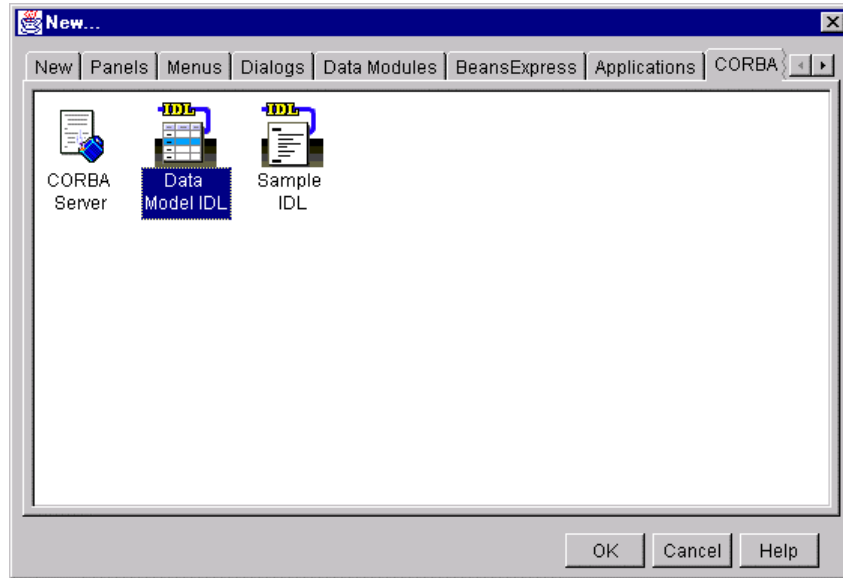 New...
New Panels Menus Dialogs Data Modules BeansExpress Applications CORBA
IDL IDL
CORBA Data Sample
Server Model IDL IDL
OK Cancel Help